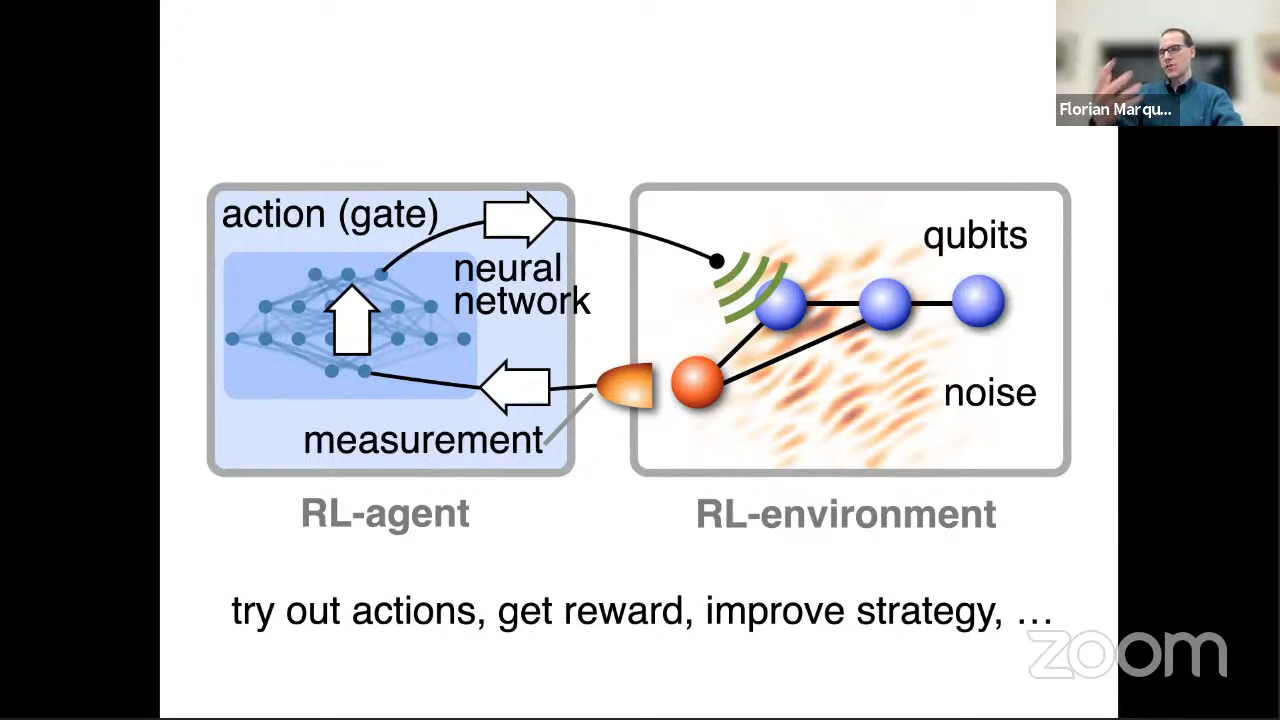 Florian Marqu...
action (gate)
neural
network
qubits
noise
measurement
RL-agent
RL-environment
try out actions, get reward, improve strategy, …
zoom